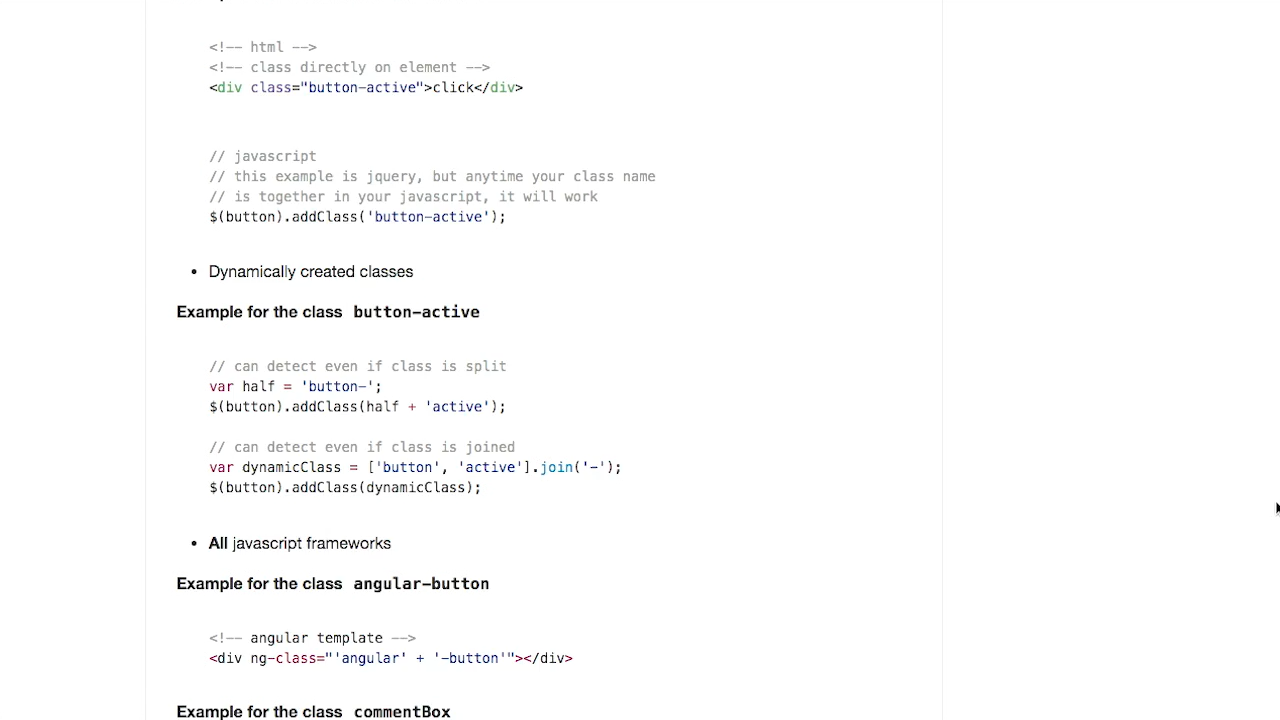 <!-- html -->
<!-- class directly on element -->
<div class="button-active">click</div>
// javascript
// this example is jquery, but anytime your class name
// is together in your javascript, it will work
$(button).addClass('button-active');
• Dynamically created classes
Example for the class button-active
// can detect even if class is split
var half = 'button-';
$(button).addClass(half + 'active');
// can detect even if class is joined
var dynamicClass = ['button', 'active'].join('-');
$(button).addClass(dynamicClass);
• All javascript frameworks
Example for the class angular-button
<!-- angular template -->
<div ng-class="'angular' + '-button'"></div>
Example for the class commentBox